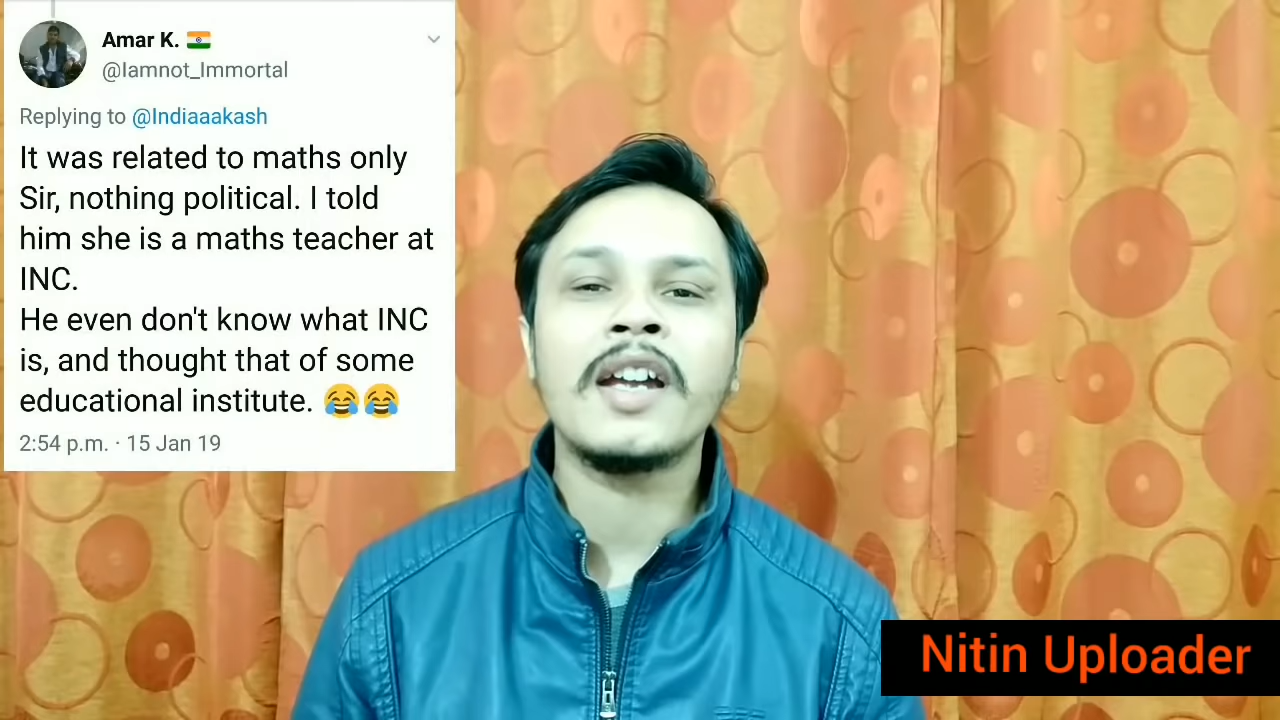 Amar K. 🇮🇳
@Iamnot_Immortal
Replying to @Indiaaakash
It was related to maths only
Sir, nothing political. I told
him she is a maths teacher at
INC.
He even don't know what INC
is, and thought that of some
educational institute. 😂😂
2:54 p.m. · 15 Jan 19
Nitin Uploader